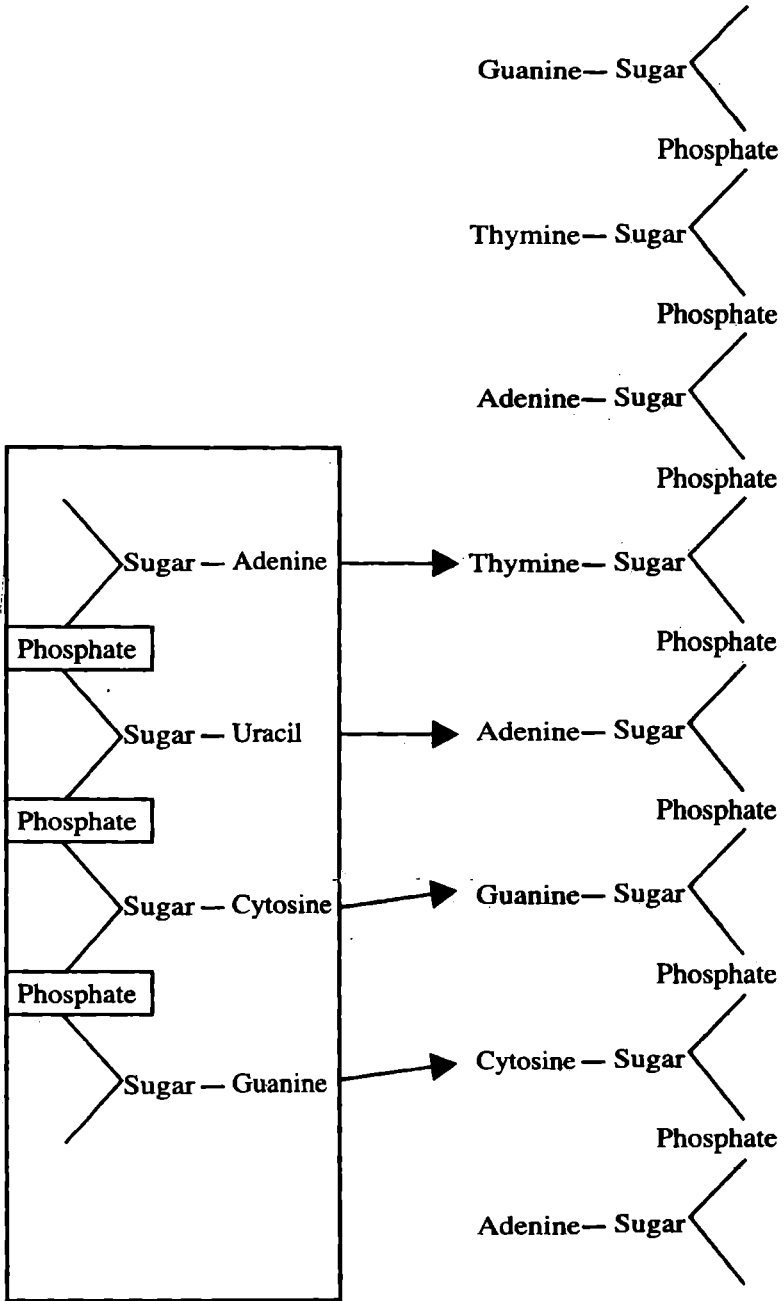 Guanine— Sugar
Phosphate
Thymine— Sugar
Phosphate
Adenine— Sugar
Phosphate
Sugar — Adenine
Thymine— Sugar
Phosphate
Phosphate
Sugar — Uracil
Adenine— Sugar
Phosphate
Phosphate
Sugar — Cytosine
Guanine— Sugar
Phosphate
Phosphate
Sugar — Guanine
Cytosine — Sugar
Phosphate
Adenine— Sugar